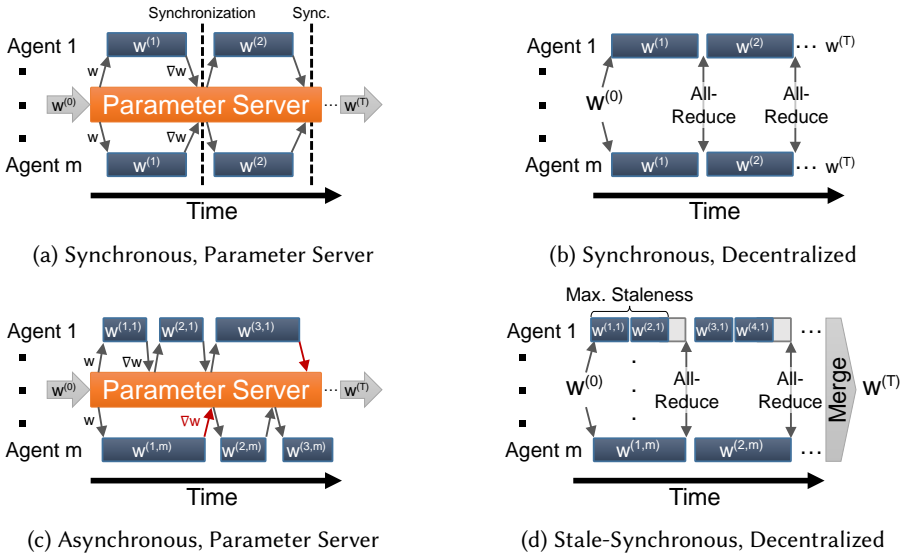 Synchronization Sync.
Agent 1 w(1) w(2)
w ∇w
w(0) Parameter Server ... w(T)
w ∇w
Agent m w(1) w(2)
Time
(a) Synchronous, Parameter Server
Agent 1 w(1) w(2) ... w(T)
w(0) All-Reduce All-Reduce
Agent m w(1) w(2) ... w(T)
Time
(b) Synchronous, Decentralized
Agent 1 w(1,1) w(2,1) w(3,1)
w ∇w
w(0) Parameter Server ... w(T)
w ∇w
Agent m w(1,m) w(2,m) w(3,m)
Time
(c) Asynchronous, Parameter Server
Max. Staleness
Agent 1 w(1,1) w(2,1) w(3,1) w(4,1) ...
w(0) All-Reduce All-Reduce Merge w(T)
Agent m w(1,m) w(2,m) ...
Time
(d) Stale-Synchronous, Decentralized